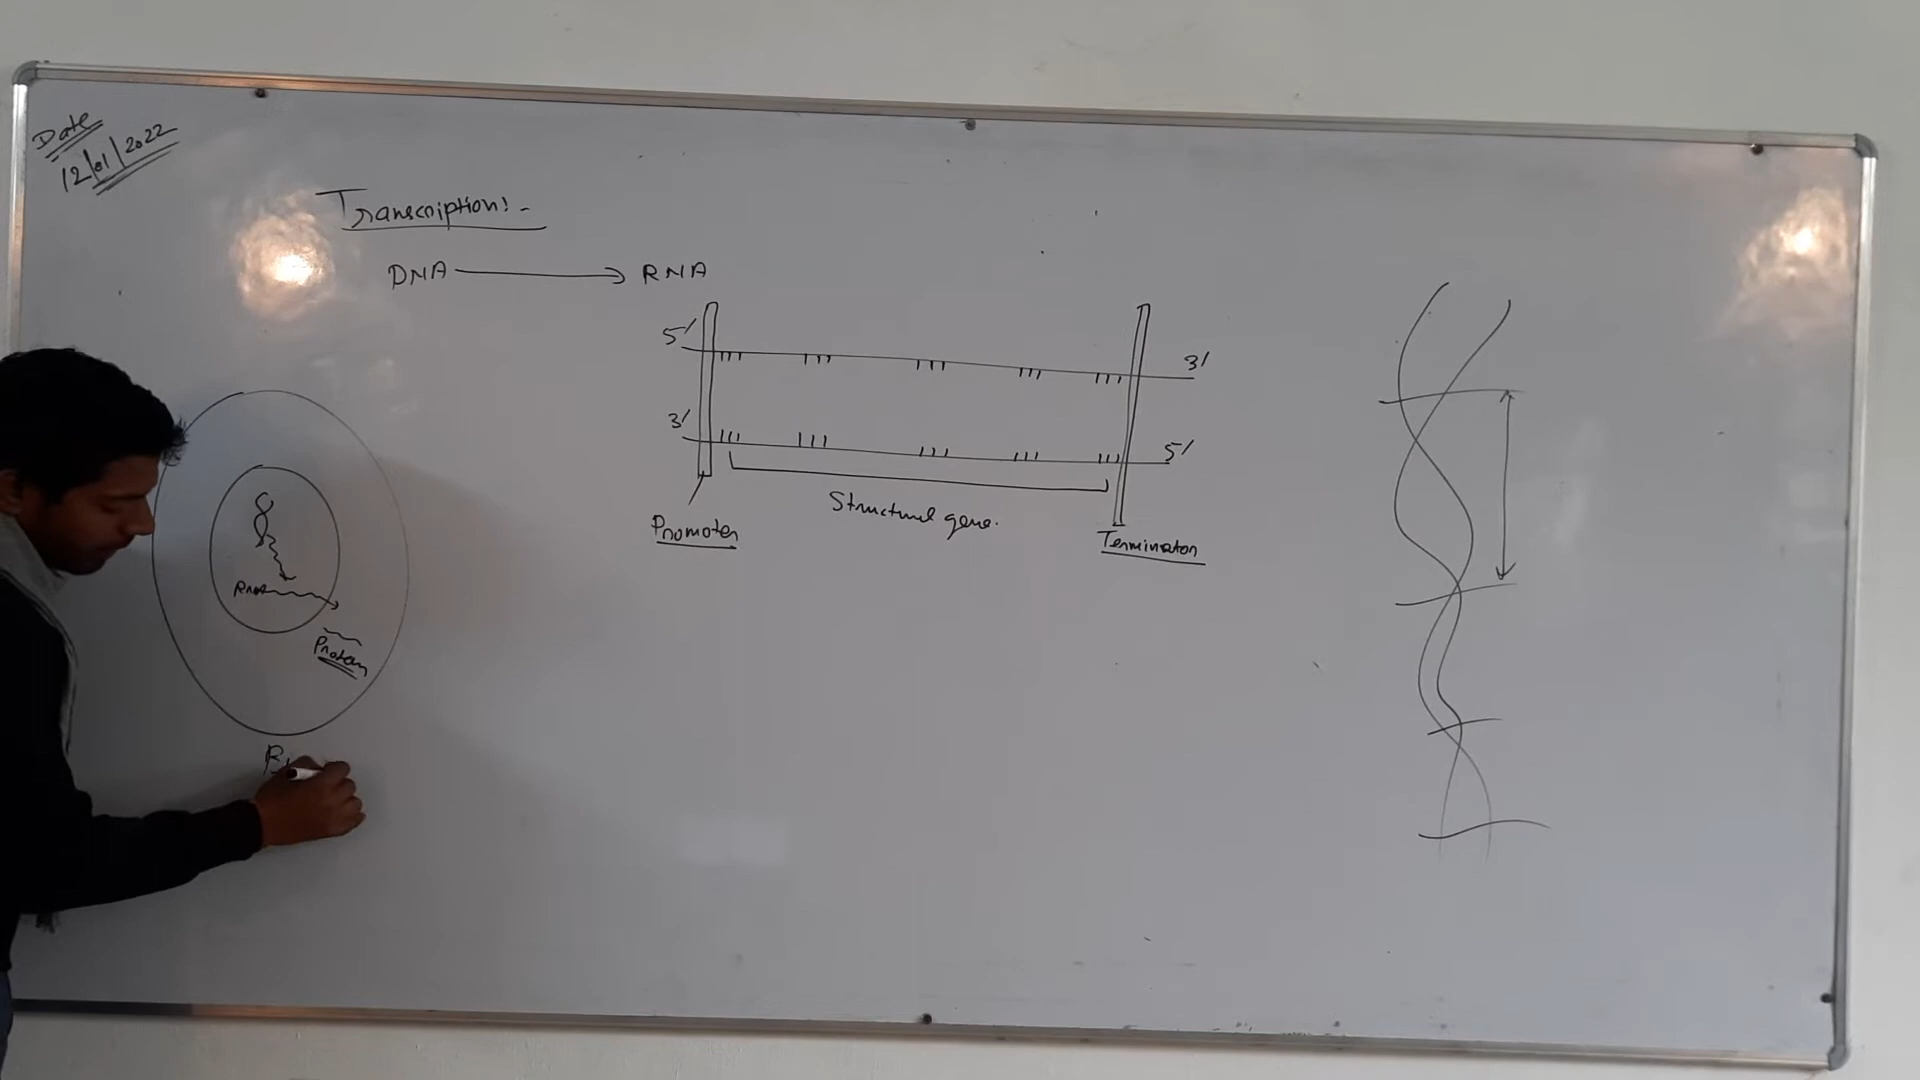 Date
12/01/2022
Transcription:-
DNA → RNA
5' 3'
3' 5'
Structural gene.
Promoter
Terminator
RNA
Protein